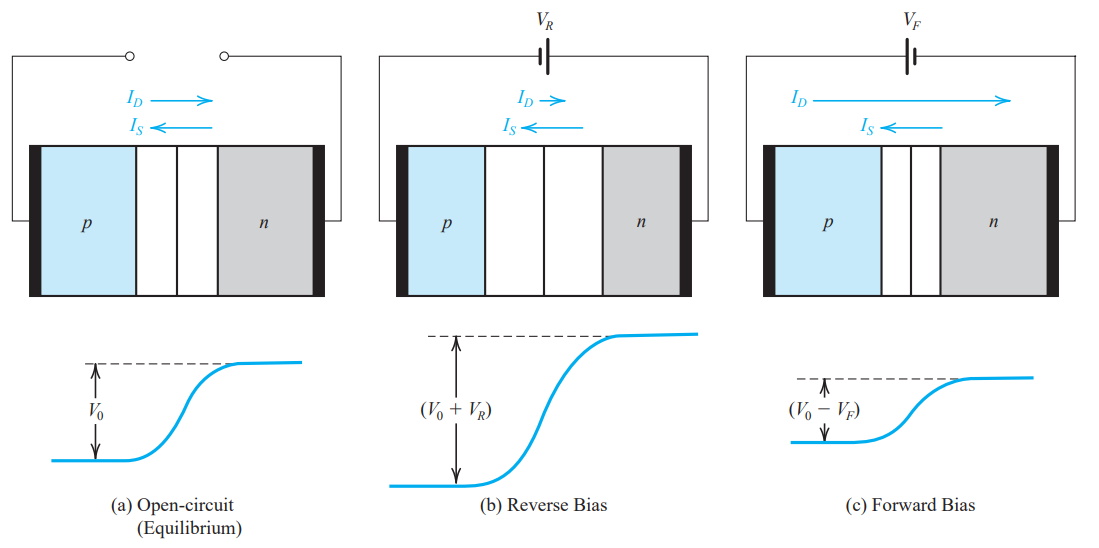 V_R
V_F
I_D
I_S
I_D
I_S
I_D
I_S
p
n
p
n
p
n
V_0
(V_0 + V_R)
(V_0 − V_F)
(a) Open-circuit
(Equilibrium)
(b) Reverse Bias
(c) Forward Bias